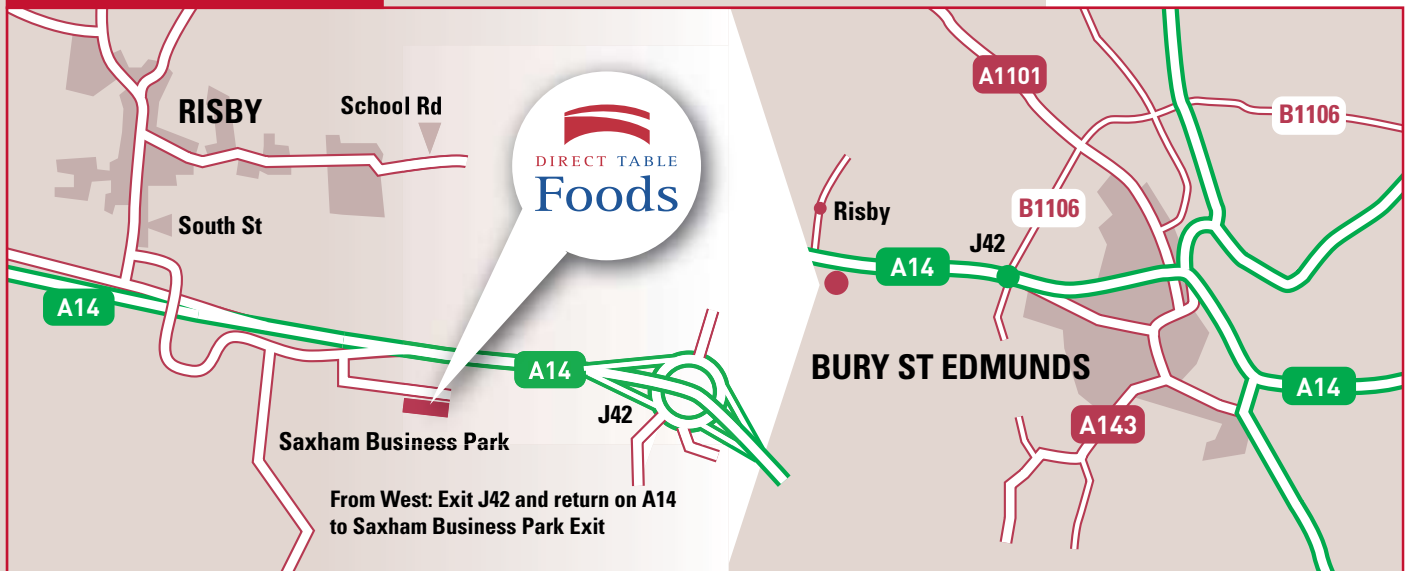 RISBY
School Rd
South St
DIRECT TABLE
Foods
A14
A14
J42
Saxham Business Park
From West: Exit J42 and return on A14
to Saxham Business Park Exit
A1101
B1106
B1106
Risby
J42
A14
BURY ST EDMUNDS
A14
A143